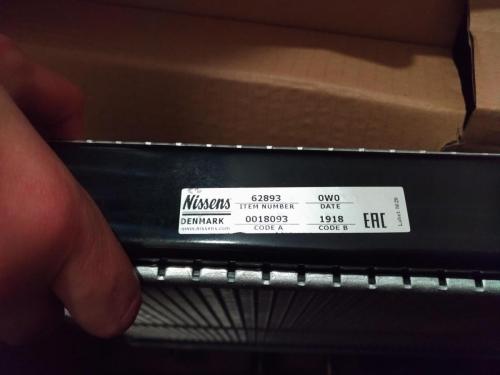 Nissens 62893 0W0
ITEM NUMBER DATE
DENMARK 0018093 1918 EAC
www.nissens.com CODE A CODE B